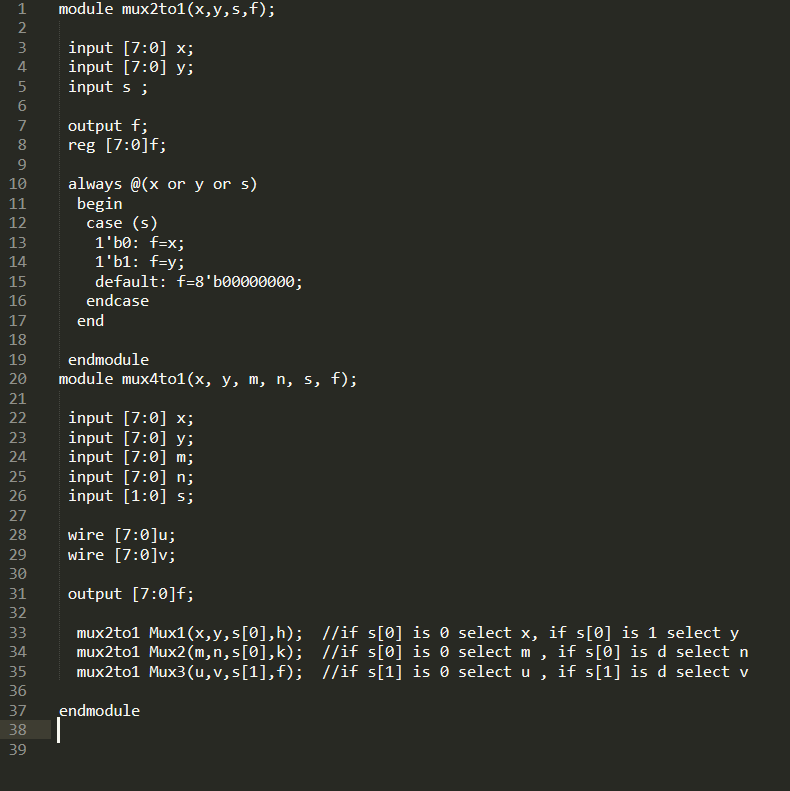 1 module mux2to1(x,y,s,f);
2
3 input [7:0] x;
4 input [7:0] y;
5 input s ;
6
7 output f;
8 reg [7:0]f;
9
10 always @(x or y or s)
11 begin
12 case (s)
13 1'b0: f=x;
14 1'b1: f=y;
15 default: f=8'b00000000;
16 endcase
17 end
18
19 endmodule
20 module mux4to1(x, y, m, n, s, f);
21
22 input [7:0] x;
23 input [7:0] y;
24 input [7:0] m;
25 input [7:0] n;
26 input [1:0] s;
27
28 wire [7:0]u;
29 wire [7:0]v;
30
31 output [7:0]f;
32
33 mux2to1 Mux1(x,y,s[0],h); //if s[0] is 0 select x, if s[0] is 1 select y
34 mux2to1 Mux2(m,n,s[0],k); //if s[0] is 0 select m , if s[0] is d select n
35 mux2to1 Mux3(u,v,s[1],f); //if s[1] is 0 select u , if s[1] is d select v
36
37 endmodule
38
39